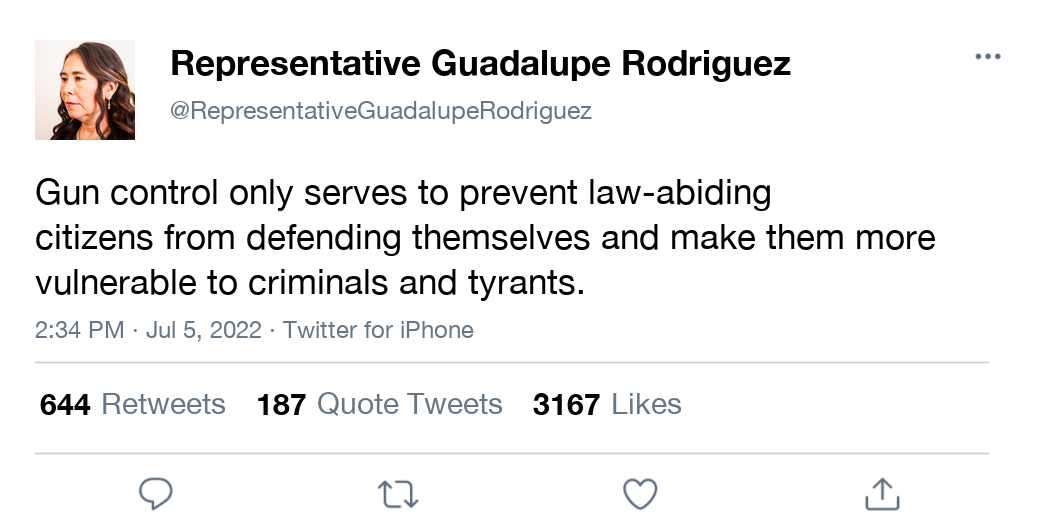 Representative Guadalupe Rodriguez
@RepresentativeGuadalupeRodriguez
Gun control only serves to prevent law-abiding
citizens from defending themselves and make them more
vulnerable to criminals and tyrants.
2:34 PM · Jul 5, 2022 · Twitter for iPhone
644 Retweets 187 Quote Tweets 3167 Likes